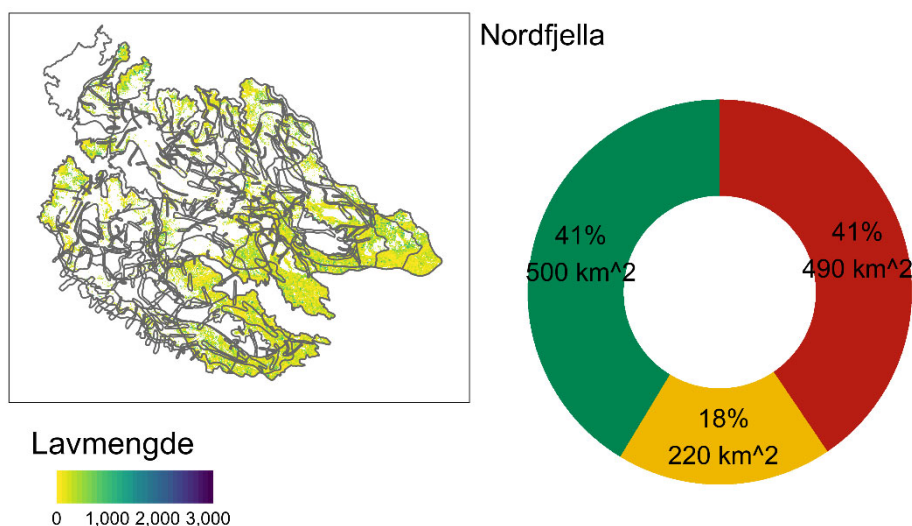 Nordfjella
41%
500 km^2
41%
490 km^2
18%
220 km^2
Lavmengde
0 1,000 2,000 3,000